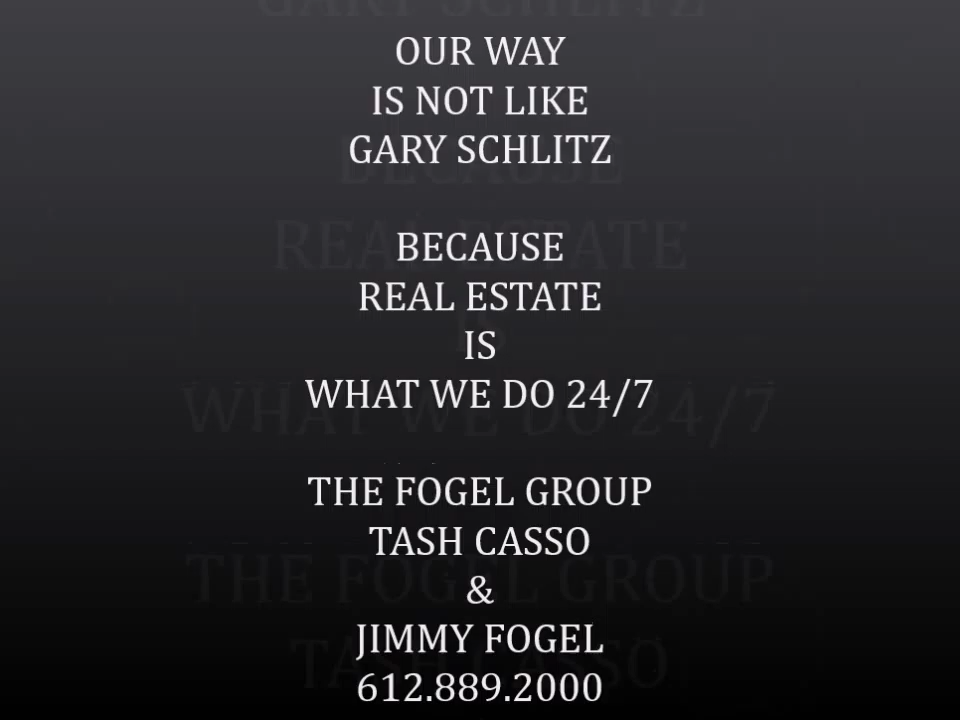 OUR WAY
IS NOT LIKE
GARY SCHLITZ
BECAUSE
REAL ESTATE
IS
WHAT WE DO 24/7
THE FOGEL GROUP
TASH CASSO
&
JIMMY FOGEL
612.889.2000